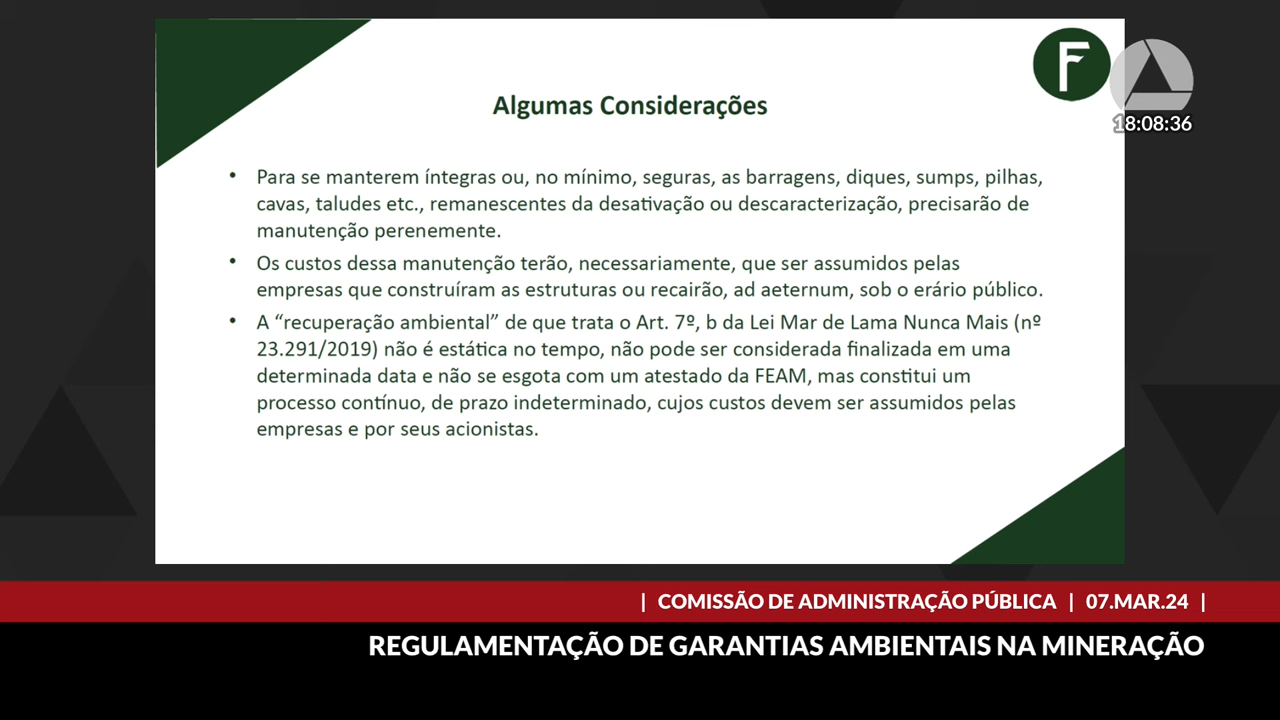 F
18:08:36
Algumas Considerações
• Para se manterem íntegras ou, no mínimo, seguras, as barragens, diques, sumps, pilhas,
cavas, taludes etc., remanescentes da desativação ou descaracterização, precisarão de
manutenção perenemente.
• Os custos dessa manutenção terão, necessariamente, que ser assumidos pelas
empresas que construíram as estruturas ou recairão, ad aeternum, sob o erário público.
• A “recuperação ambiental” de que trata o Art. 7º, b da Lei Mar de Lama Nunca Mais (nº
23.291/2019) não é estática no tempo, não pode ser considerada finalizada em uma
determinada data e não se esgota com um atestado da FEAM, mas constitui um
processo contínuo, de prazo indeterminado, cujos custos devem ser assumidos pelas
empresas e por seus acionistas.
| COMISSÃO DE ADMINISTRAÇÃO PÚBLICA | 07.MAR.24 |
REGULAMENTAÇÃO DE GARANTIAS AMBIENTAIS NA MINERAÇÃO